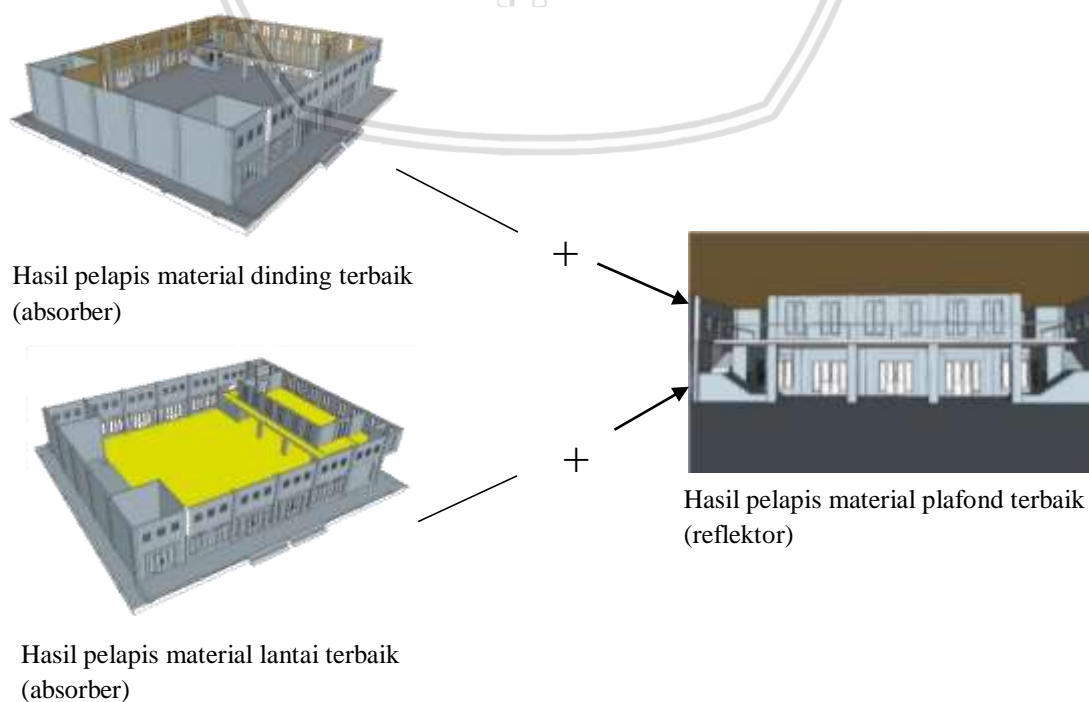 Hasil pelapis material dinding terbaik
(absorber)
+
Hasil pelapis material plafond terbaik
(reflektor)
+
Hasil pelapis material lantai terbaik
(absorber)